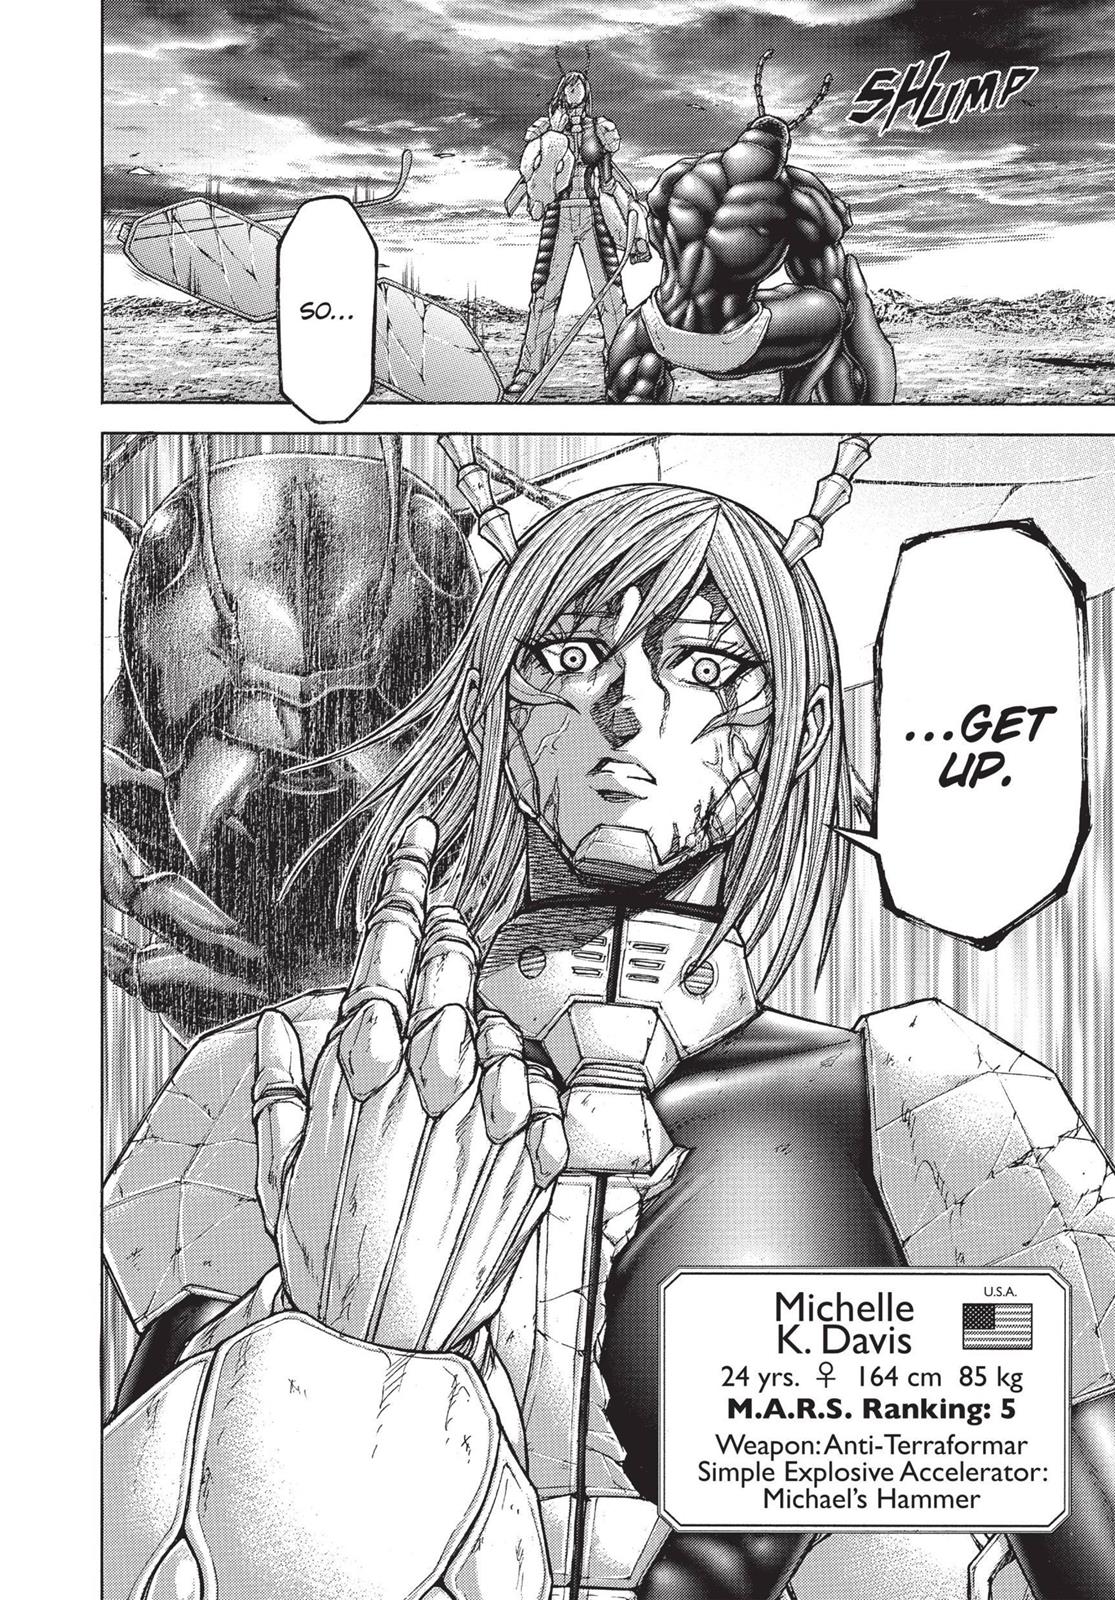 SHUMP
SO...
...GET
UP.
Michelle
K. Davis
U.S.A.
24 yrs. ♀ 164 cm 85 kg
M.A.R.S. Ranking: 5
Weapon: Anti-Terraformar
Simple Explosive Accelerator:
Michael's Hammer